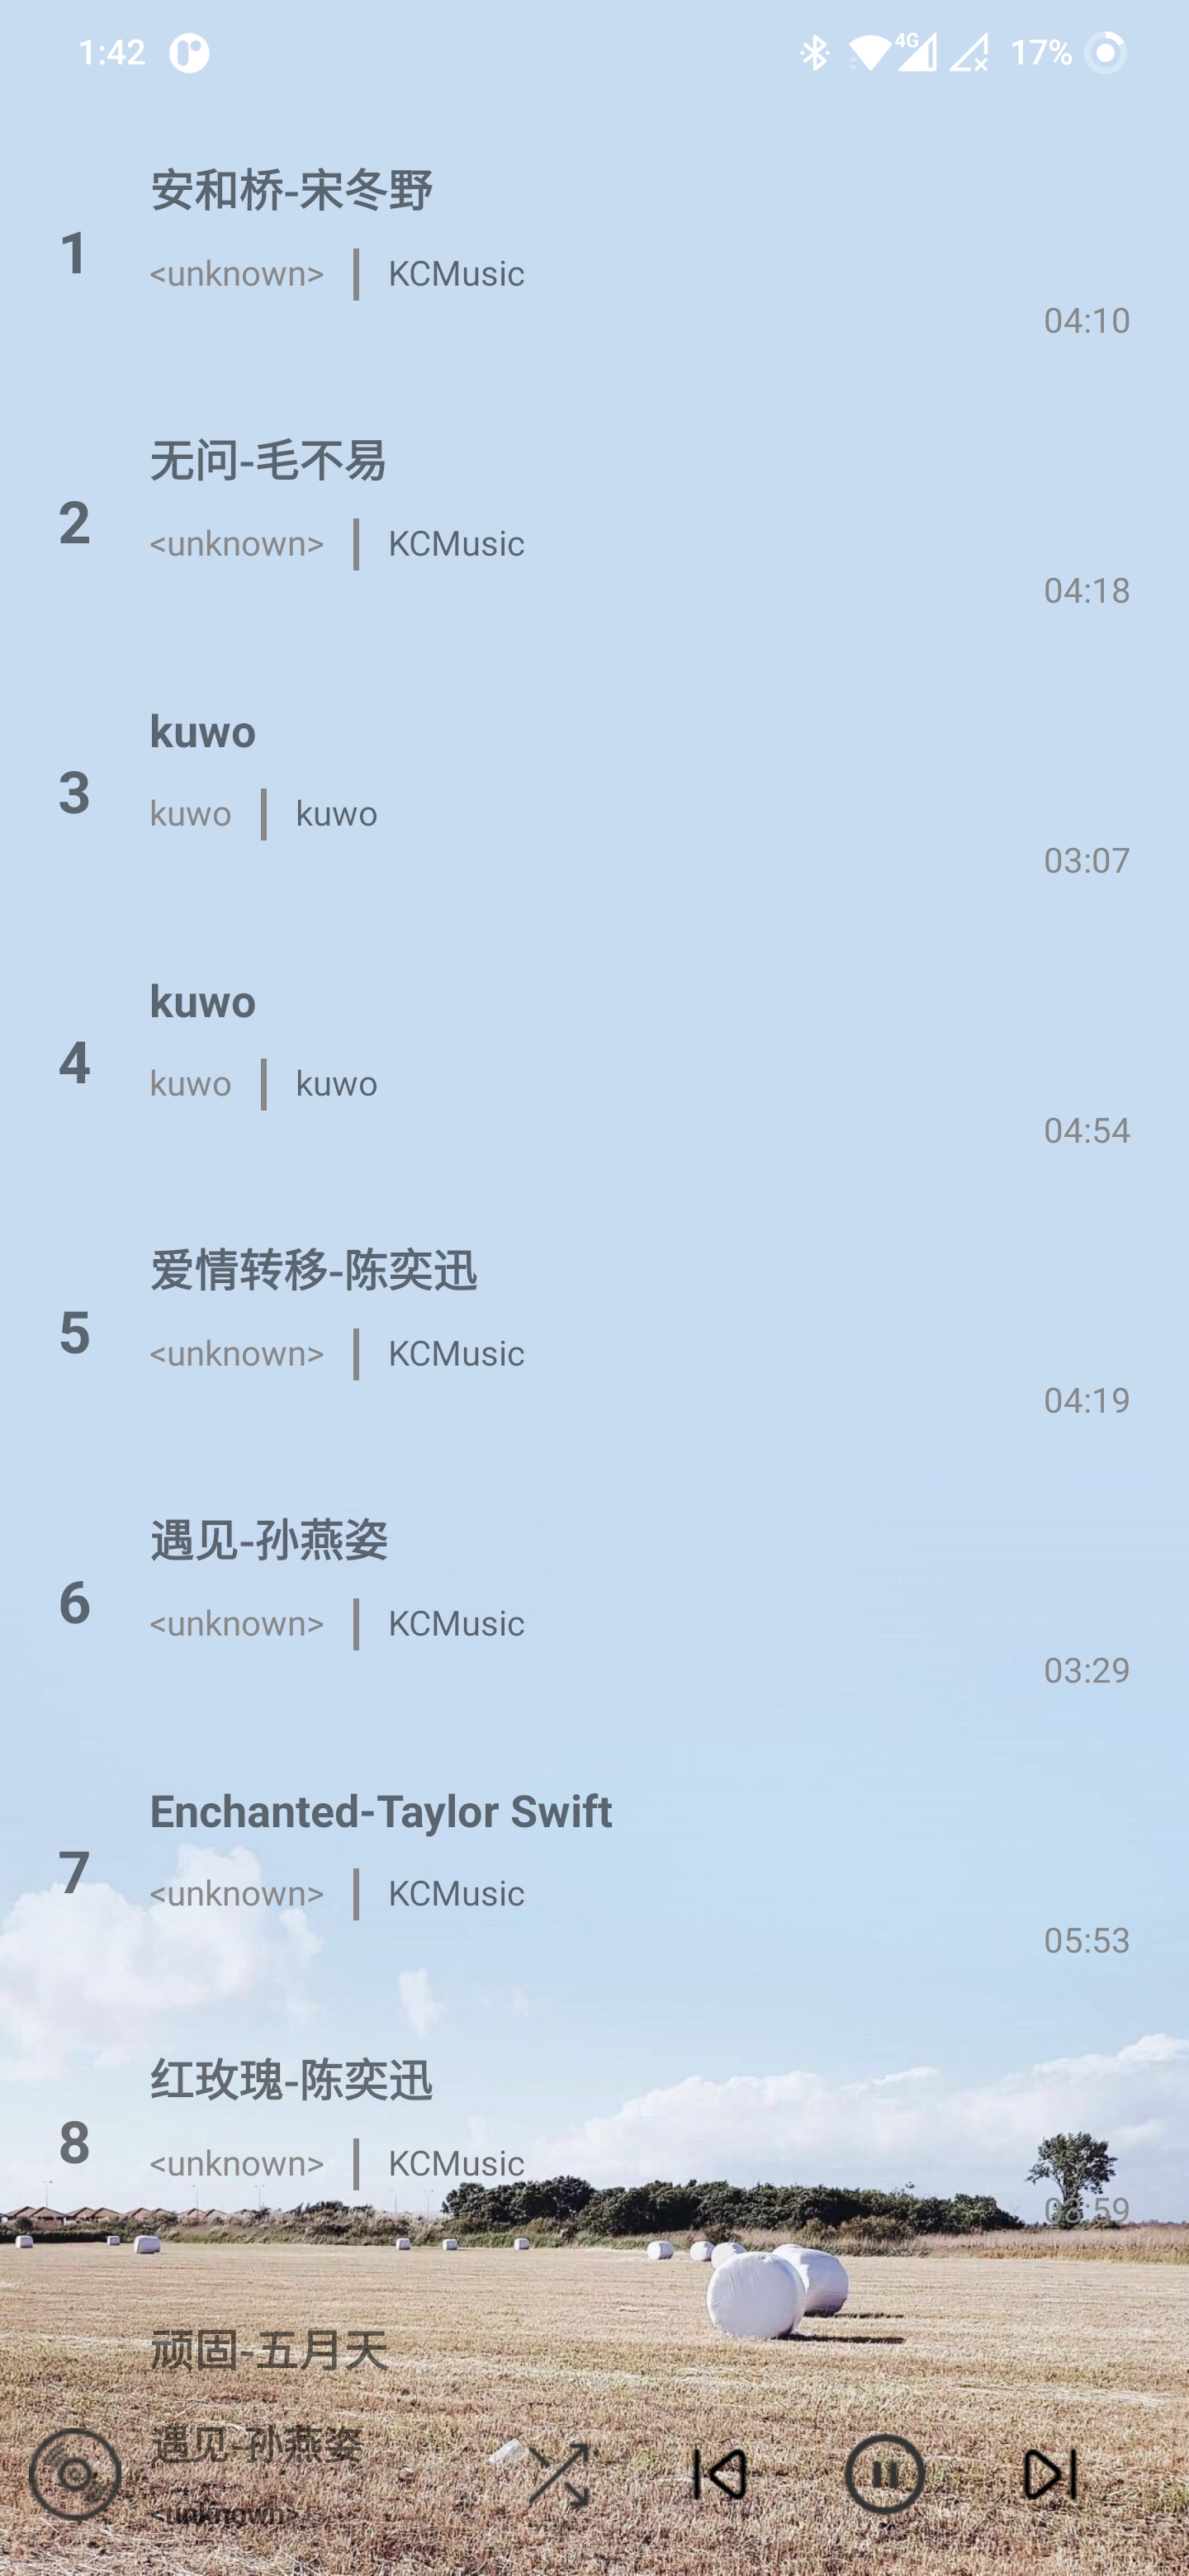 1:42
4G
17%
安和桥-宋冬野
1
<unknown> KCMusic
04:10
无问-毛不易
2
<unknown> KCMusic
04:18
kuwo
3
kuwo kuwo
03:07
kuwo
4
kuwo kuwo
04:54
爱情转移-陈奕迅
5
<unknown> KCMusic
04:19
遇见-孙燕姿
6
<unknown> KCMusic
03:29
Enchanted-Taylor Swift
7
<unknown> KCMusic
05:53
红玫瑰-陈奕迅
8
<unknown> KCMusic
03:59
顽固-五月天
遇见-孙燕姿
<unknown>